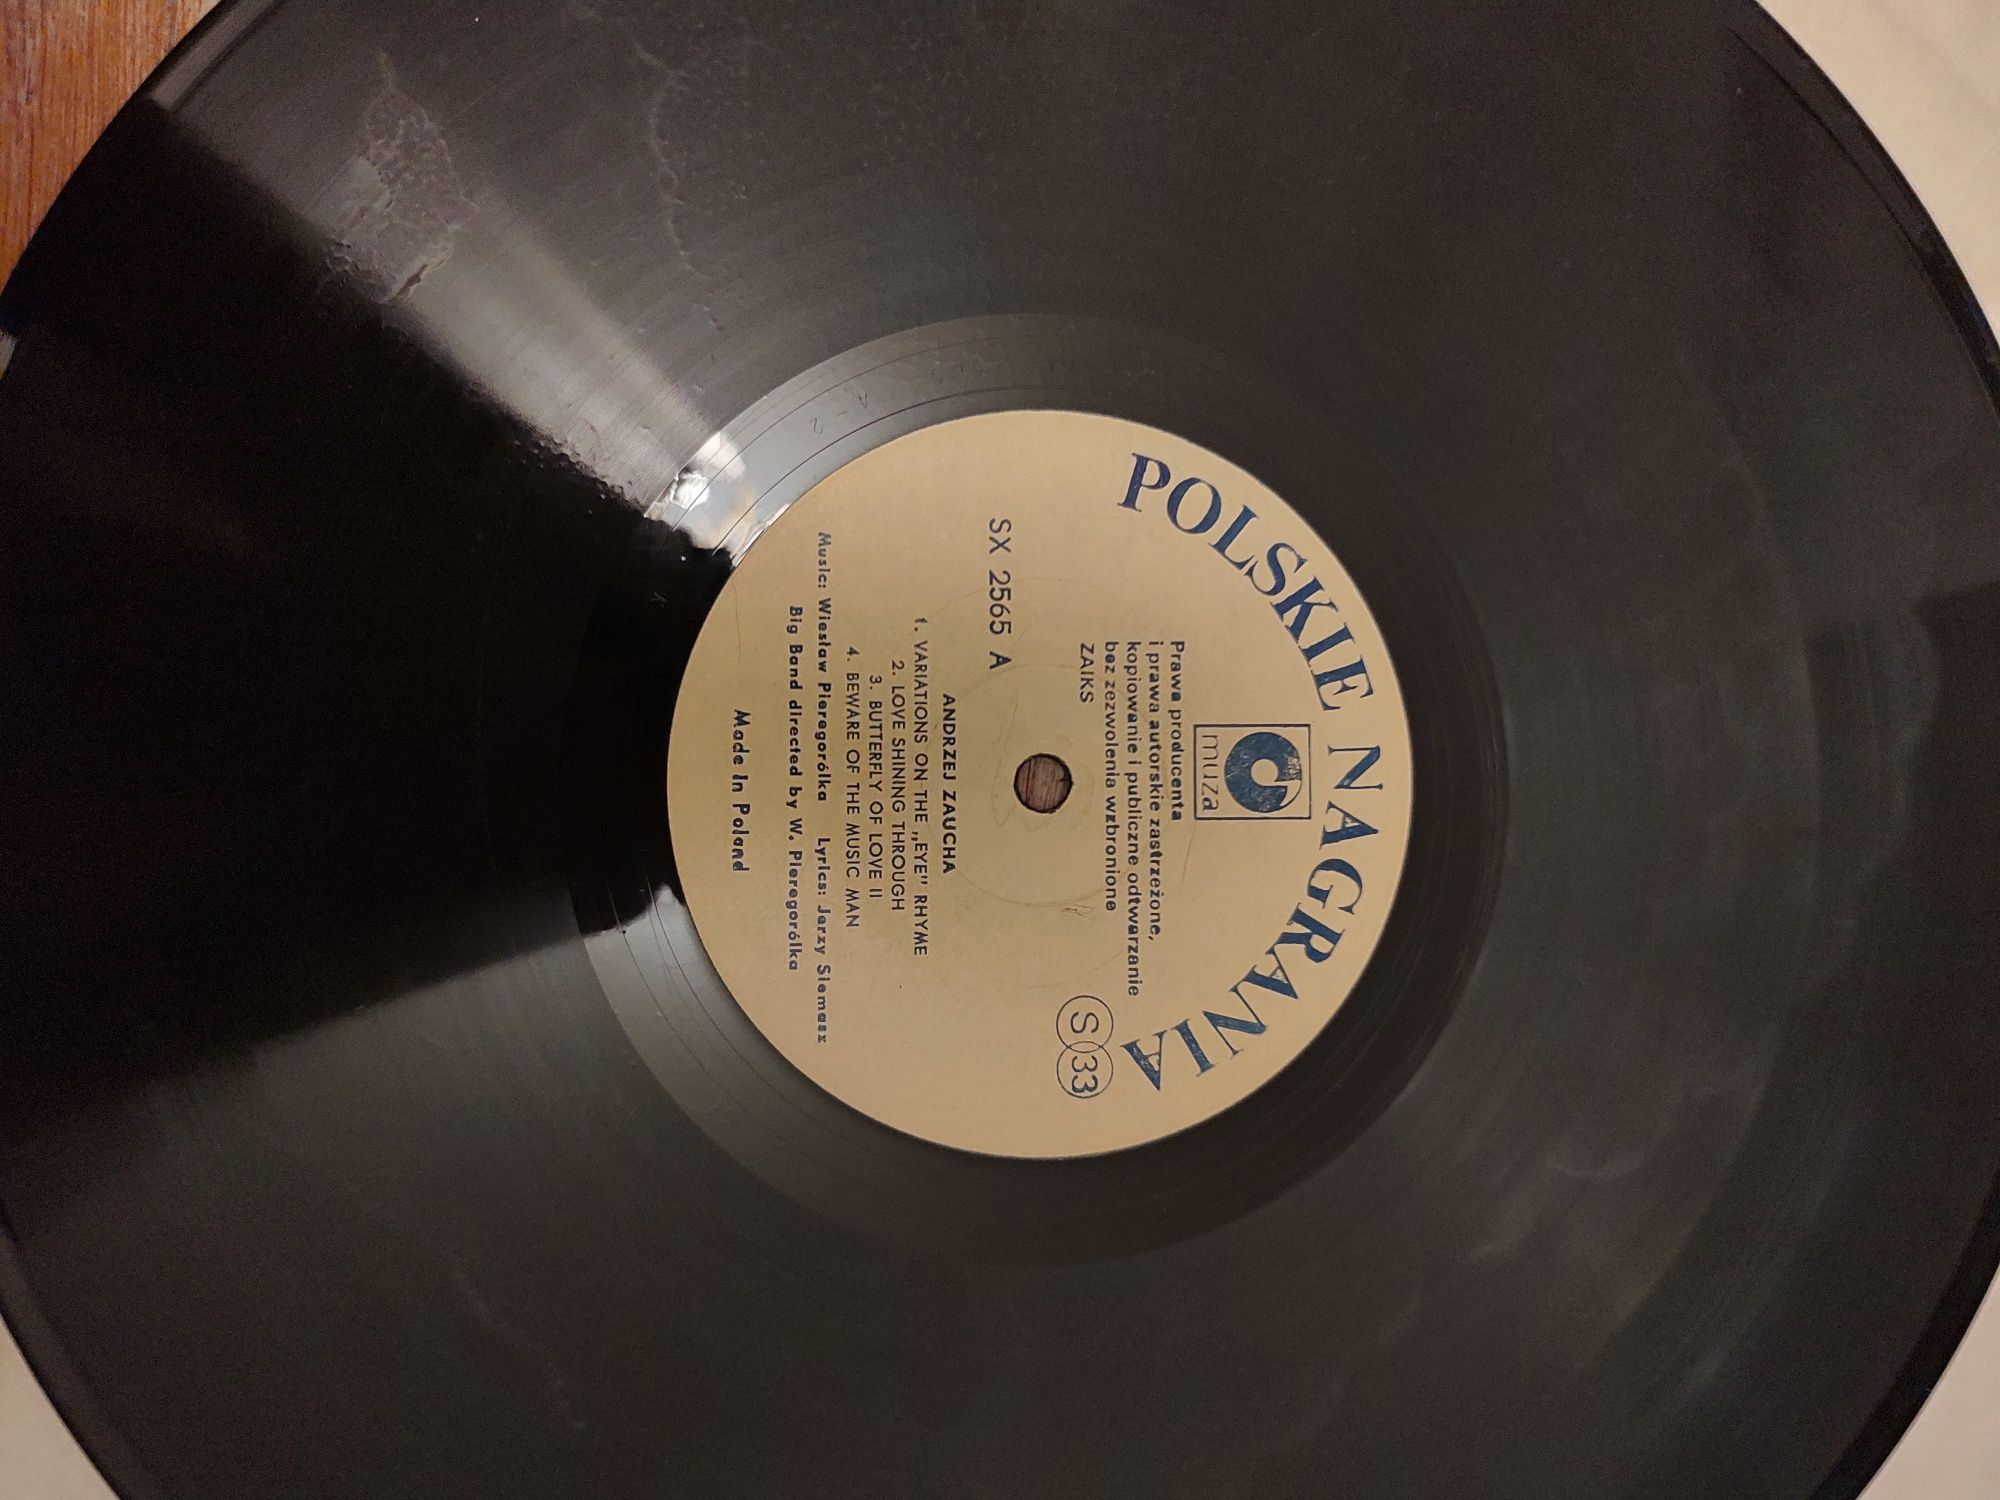 POLSKIE NAGRANIA
muza
Prawa producenta
i prawa autorskie zastrzeżone,
kopiowanie i publiczne odtwarzanie
bez zezwolenia wzbronione
ZAIKS
S 33
SX 2565 A
ANDRZEJ ZAUCHA
1. VARIATIONS ON THE „EYE" RHYME
2. LOVE SHINING THROUGH
3. BUTTERFLY OF LOVE II
4. BEWARE OF THE MUSIC MAN
Music: Wiesław Pieregorólka Lyrics: Jerzy Siemasz
Big Band directed by W. Pieregorólka
Made in Poland